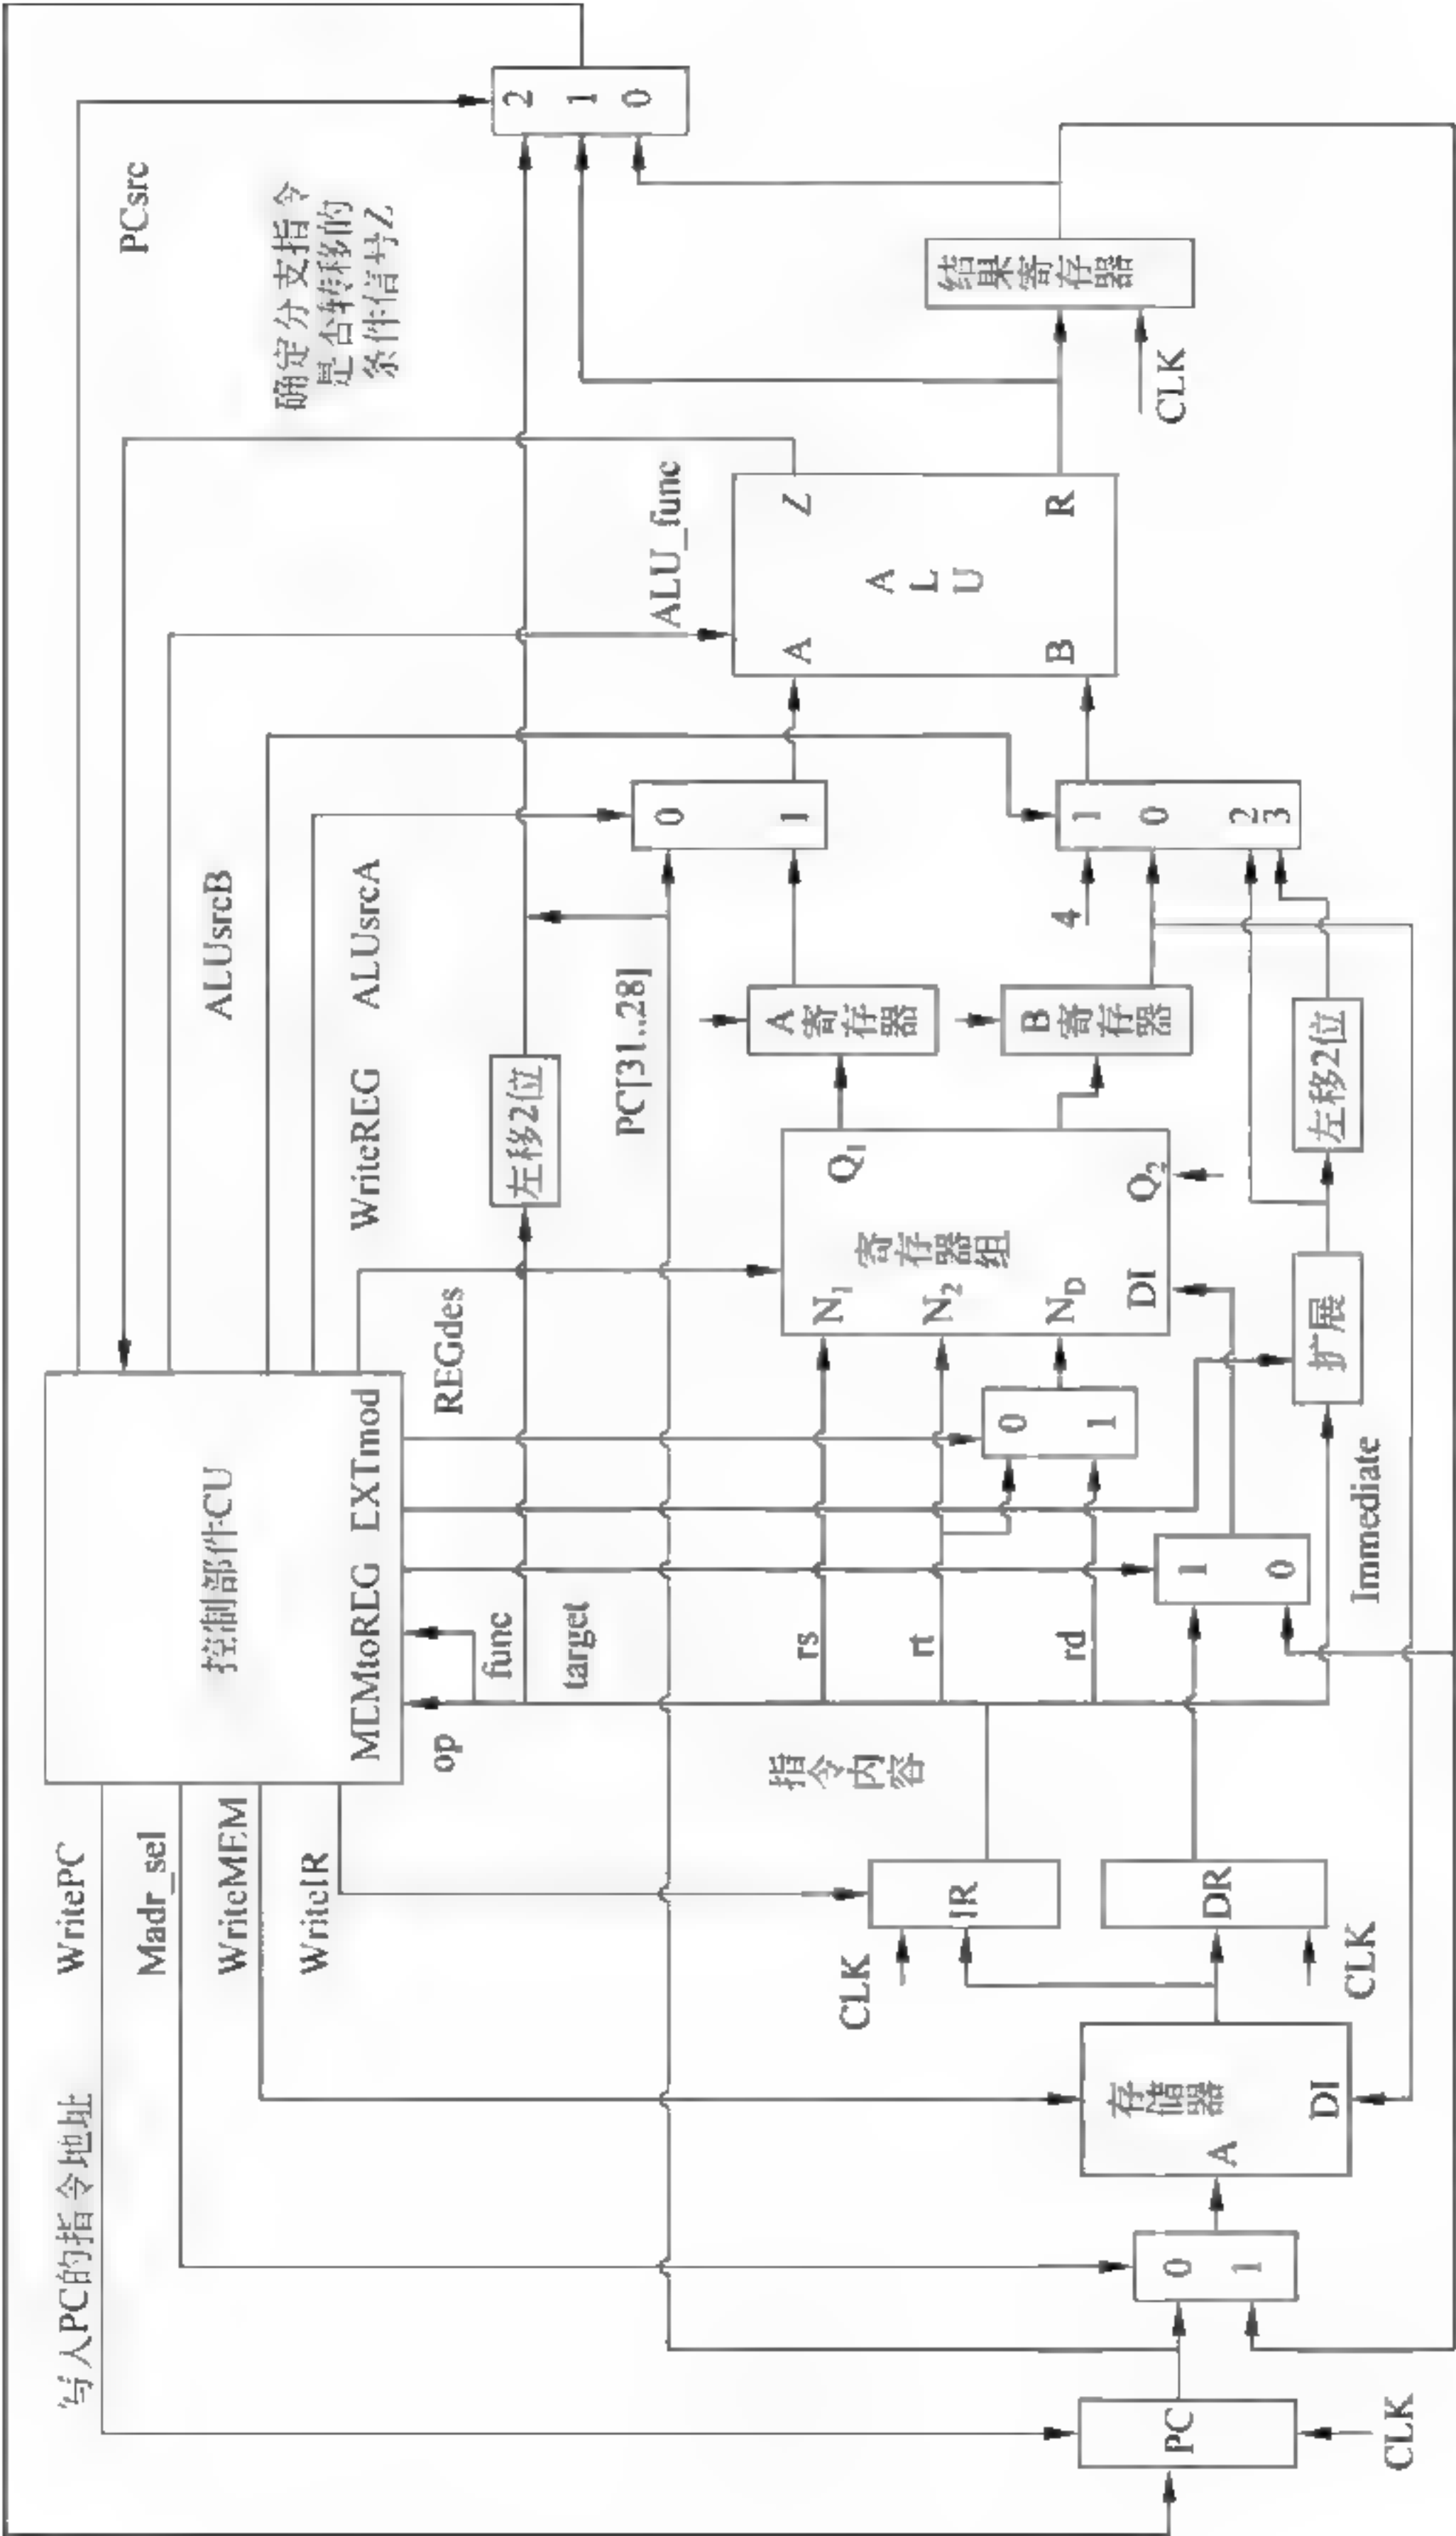 写入PC的指令地址
WritePC
Madr_sel
WriteMEM
WriteIR
控制部件CU
MEMtoREG
EXTmod
op
func
target
REGdes
WriteREG
ALUsrcA
ALUsrcB
PCsrc
确定分支指令
是否转移的
条件信号Z
2
1
0
左移2位
PC[31..28]
ALU_func
0
1
A
Z
A
L
U
B
R
结果寄存器
CLK
指令内容
rs
rt
rd
N1
N2
ND
DI
Q1
Q2
寄存器组
A
寄存器
B
寄存器
4
1
0
2
3
IR
CLK
DR
CLK
0
1
1
0
扩展
左移2位
Immediate
存储器
A
DI
0
1
PC
CLK